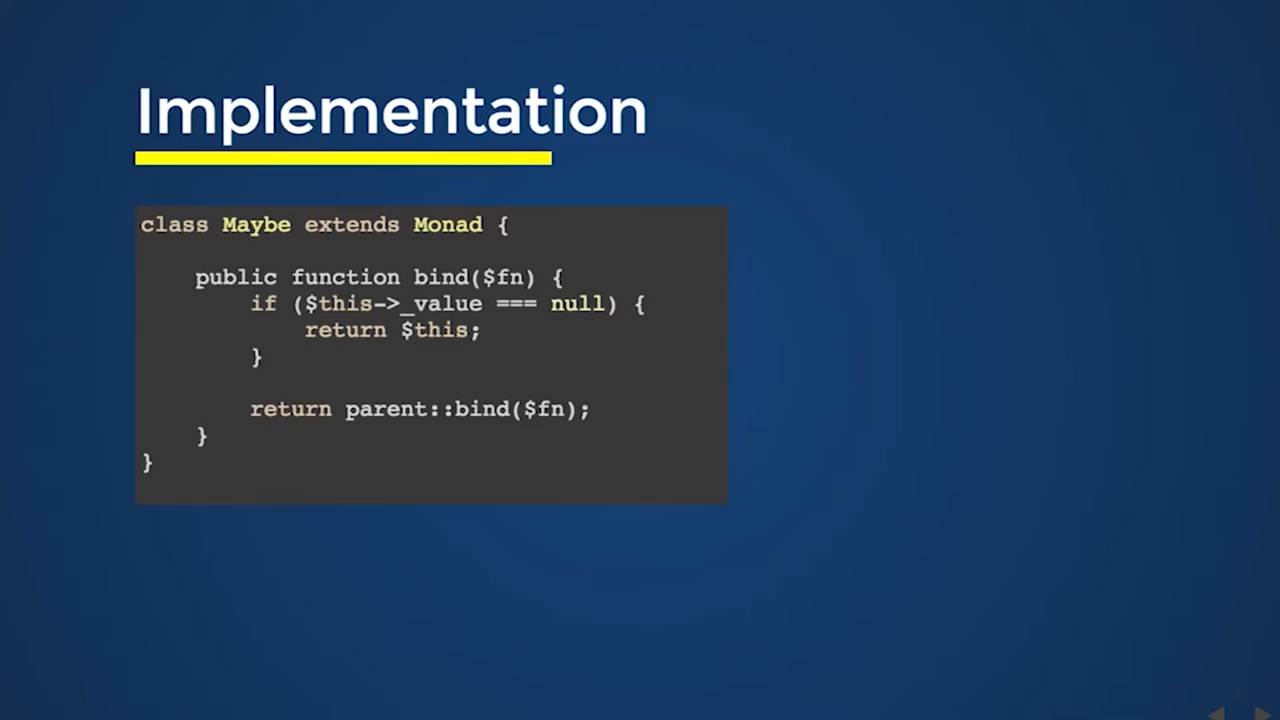 Implementation
class Maybe extends Monad {
public function bind($fn) {
if ($this->_value === null) {
return $this;
}
return parent::bind($fn);
}
}